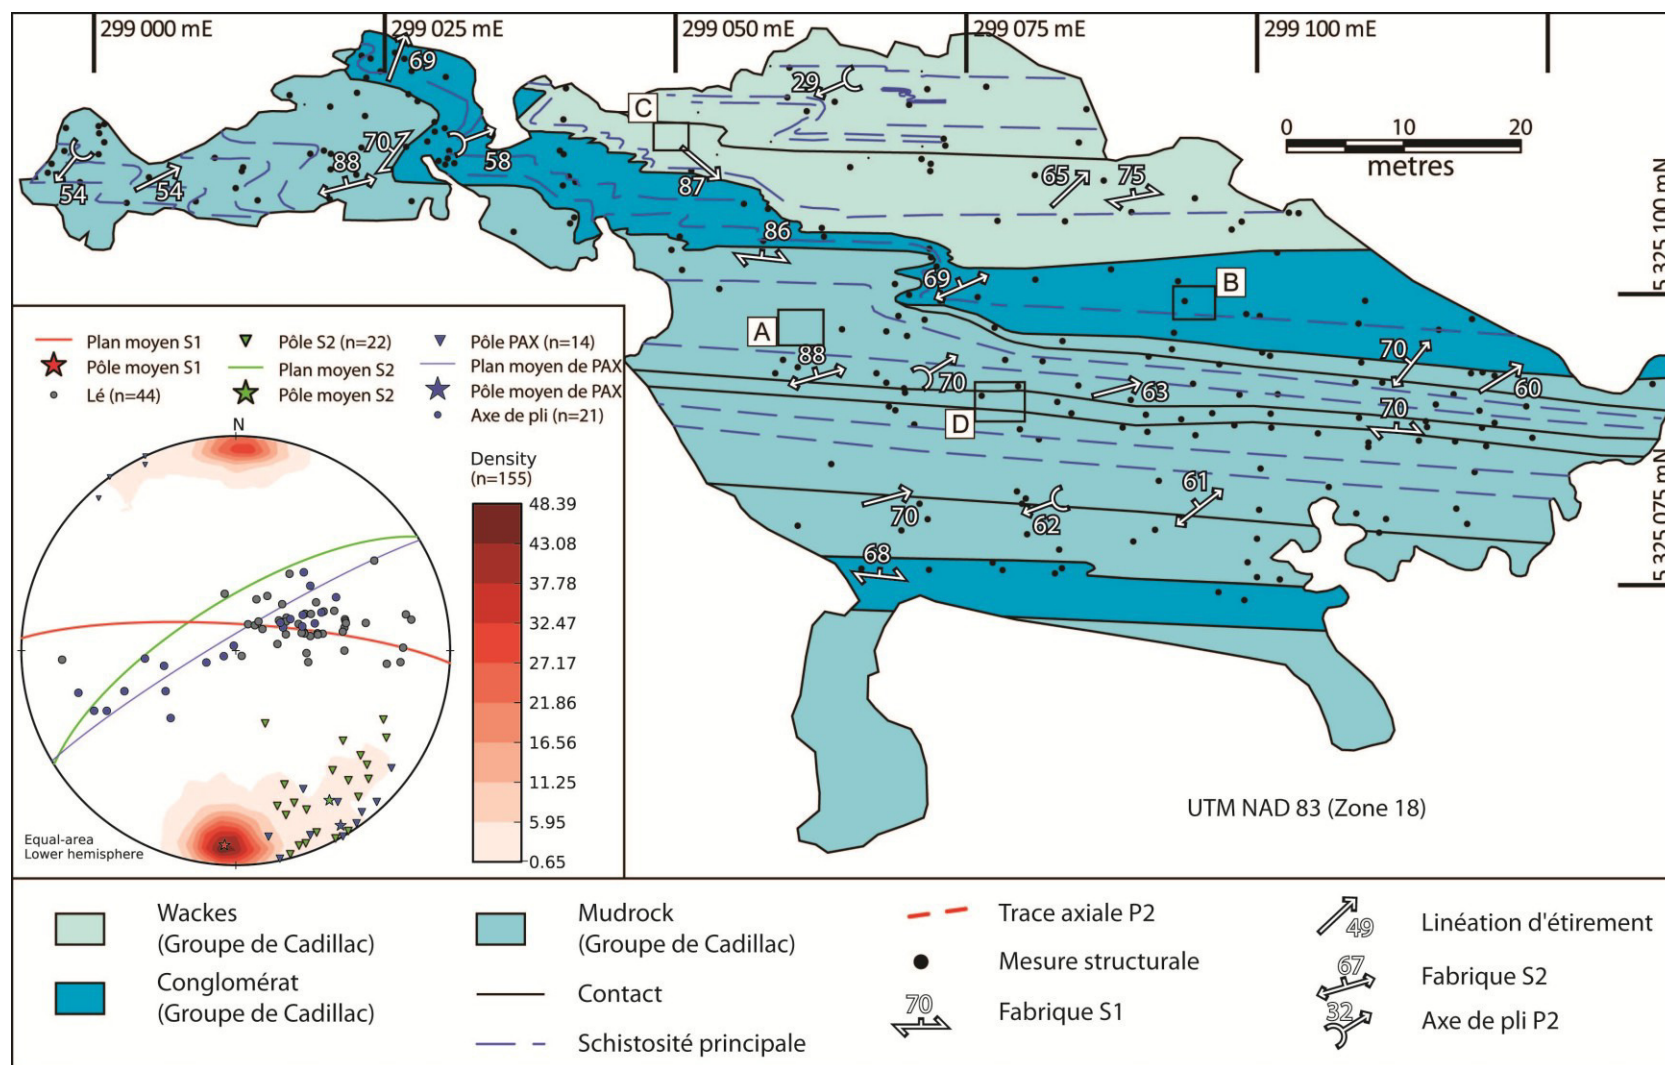 299 000 mE
299 025 mE
299 050 mE
299 075 mE
299 100 mE
69
29
C
0 10 20
metres
70
58
88
54
54
87
65
75
5 325 100 mN
86
69
B
A
88
70
63
70
60
70
D
61
70
62
68
5 325 075 mN
UTM NAD 83 (Zone 18)
Plan moyen S1
Pôle S2 (n=22)
Pôle PAX (n=14)
Pôle moyen S1
Plan moyen S2
Plan moyen de PAX
Lé (n=44)
Pôle moyen S2
Pôle moyen de PAX
Axe de pli (n=21)
N
Density
(n=155)
48.39
43.08
37.78
32.47
27.17
21.86
16.56
11.25
5.95
0.65
Equal-area
Lower hemisphere
Wackes
(Groupe de Cadillac)
Conglomérat
(Groupe de Cadillac)
Mudrock
(Groupe de Cadillac)
Contact
Schistosité principale
Trace axiale P2
Mesure structurale
70
Fabrique S1
49
Linéation d'étirement
67
Fabrique S2
32
Axe de pli P2